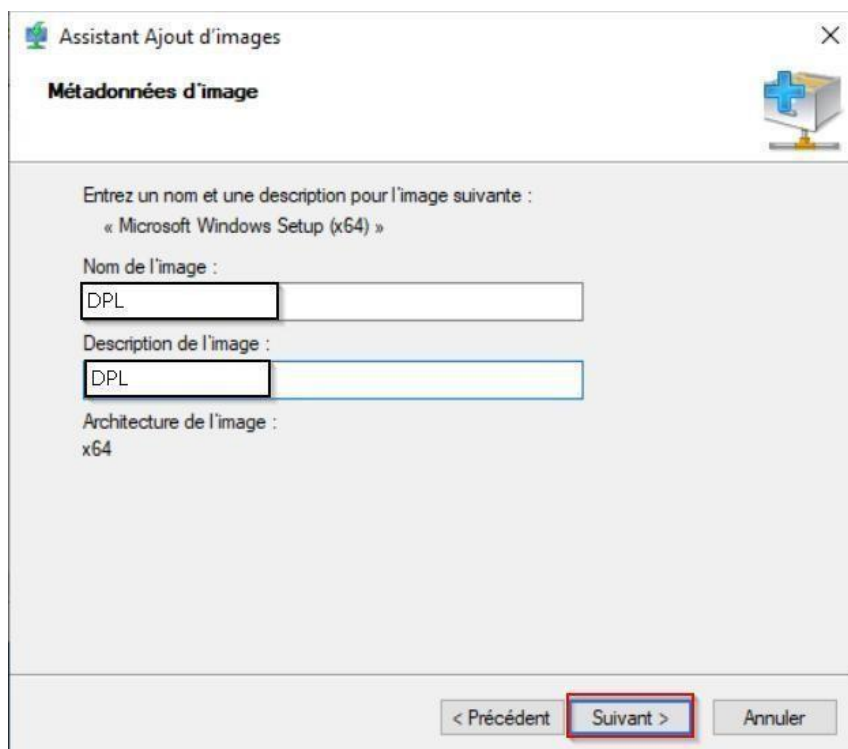 Assistant Ajout d'images
Métadonnées d'image
Entrez un nom et une description pour l'image suivante :
« Microsoft Windows Setup (x64) »
Nom de l'image :
DPL
Description de l'image :
DPL
Architecture de l'image :
x64
< Précédent Suivant > Annuler